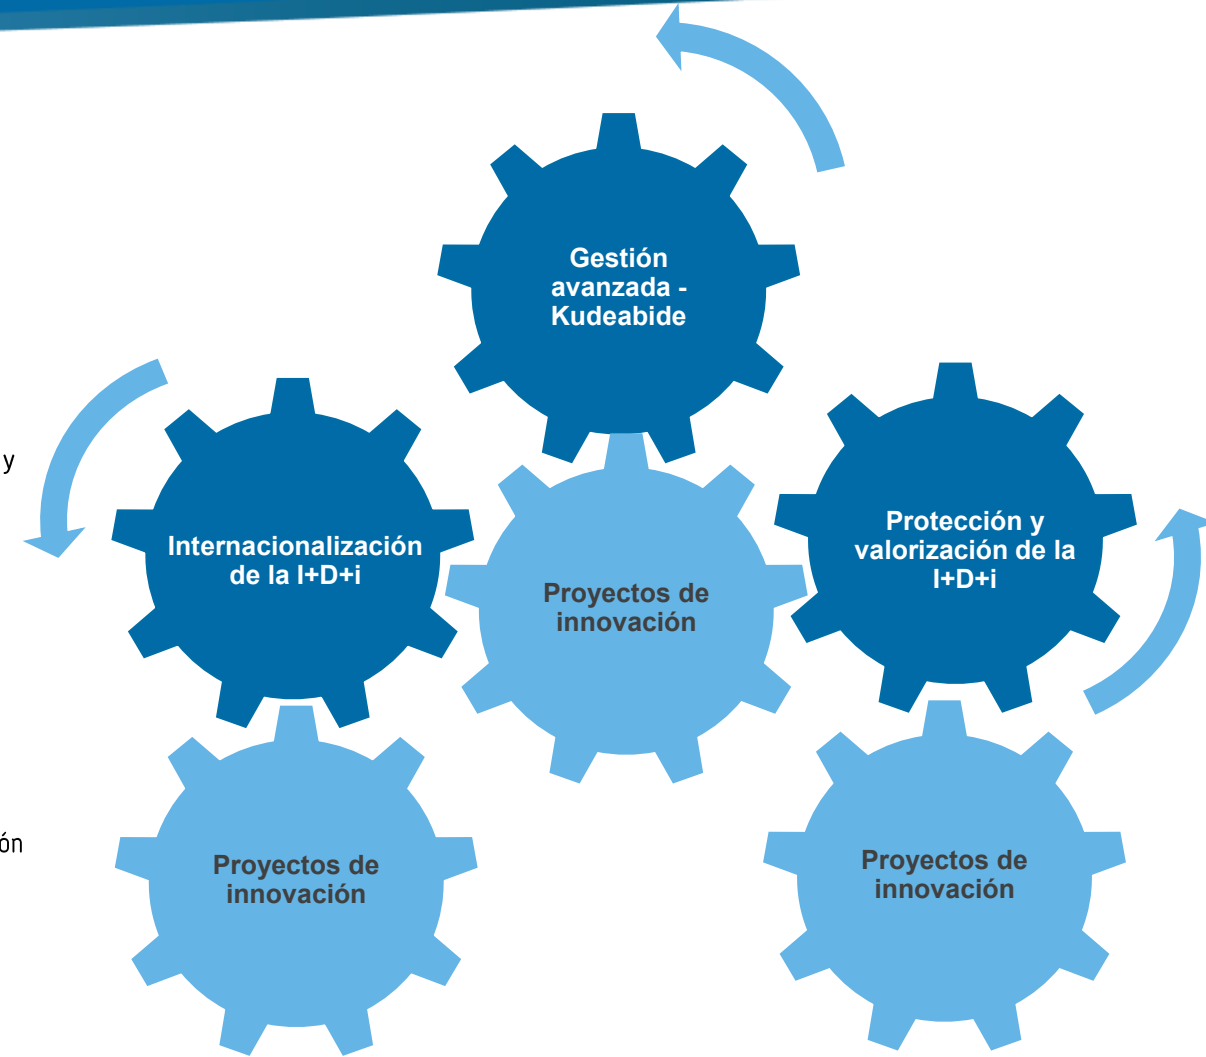 Gestión
avanzada -
Kudeabide
y
Internacionalización
de la I+D+i
Protección y
valorización de la
I+D+i
Proyectos de
innovación
ón
Proyectos de
innovación
Proyectos de
innovación